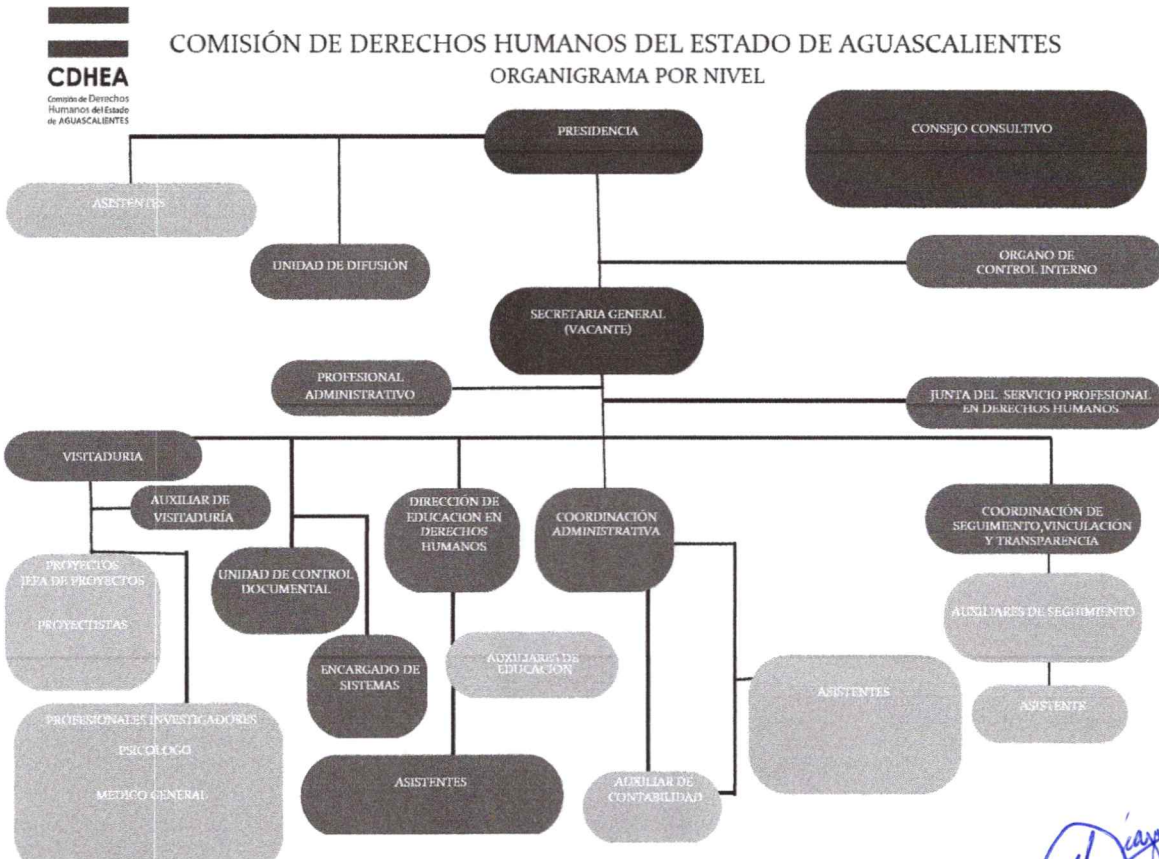 CDHEA
Comisión de Derechos
Humanos del Estado
de AGUASCALIENTES
COMISIÓN DE DERECHOS HUMANOS DEL ESTADO DE AGUASCALIENTES
ORGANIGRAMA POR NIVEL
PRESIDENCIA
CONSEJO CONSULTIVO
ASISTENTES
UNIDAD DE DIFUSIÓN
ORGANO DE
CONTROL INTERNO
SECRETARIA GENERAL
(VACANTE)
PROFESIONAL
ADMINISTRATIVO
JUNTA DEL SERVICIO PROFESIONAL
EN DERECHOS HUMANOS
VISITADURIA
AUXILIAR DE
VISITADURÍA
DIRECCIÓN DE
EDUCACION EN
DERECHOS
HUMANOS
COORDINACIÓN
ADMINISTRATIVA
COORDINACIÓN DE
SEGUIMIENTO,VINCULACIÓN
Y TRANSPARENCIA
PROYECTOS
JEFA DE PROYECTOS
PROYECTISTAS
UNIDAD DE CONTROL
DOCUMENTAL
AUXILIARES DE SEGUIMIENTO
ENCARGADO DE
SISTEMAS
AUXILIARES DE
EDUCACIÓN
ASISTENTES
ASISTENTE
PROFESIONALES INVESTIGADORES
PSICOLOGO
MEDICO GENERAL
ASISTENTES
AUXILIAR DE
CONTABILIDAD